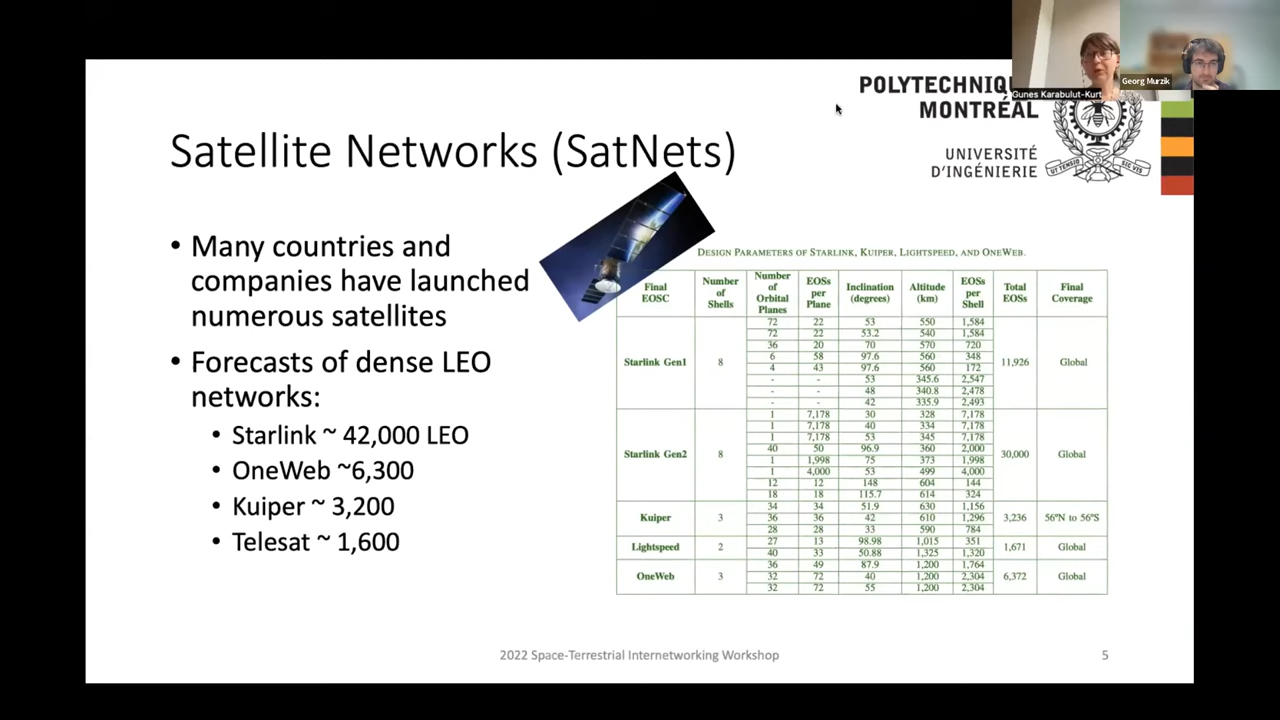 POLYTECHNIQ
MONTRÉAL
UNIVERSITÉ
D'INGÉNIERIE
UT TENSIO
SIC VIS
Gunes Karabulut-Kurt
Georg Murzik
Satellite Networks (SatNets)
• Many countries and
companies have launched
numerous satellites
• Forecasts of dense LEO
networks:
• Starlink ~ 42,000 LEO
• OneWeb ~6,300
• Kuiper ~ 3,200
• Telesat ~ 1,600
DESIGN PARAMETERS OF STARLINK, KUIPER, LIGHTSPEED, AND ONEWEB.
Final EOSC Number of Shells Number of Orbital Planes EOSs per Plane Inclination (degrees) Altitude (km) EOSs per Shell Total EOSs Final Coverage
Starlink Gen1 8 11,926 Global
72 22 53 550 1,584
72 22 53.2 540 1,584
36 20 70 570 720
6 58 97.6 560 348
4 43 97.6 560 172
- - 53 345.6 2,547
- - 48 340.8 2,478
- - 42 335.9 2,493
Starlink Gen2 8 30,000 Global
1 7,178 30 328 7,178
1 7,178 40 334 7,178
1 7,178 53 345 7,178
40 50 96.9 360 2,000
1 1,998 75 373 1,998
1 4,000 53 499 4,000
12 12 148 604 144
18 18 115.7 614 324
Kuiper 3 3,236 56ºN to 56ºS
34 34 51.9 630 1,156
36 36 42 610 1,296
28 28 33 590 784
Lightspeed 2 1,671 Global
27 13 98.98 1,015 351
40 33 50.88 1,325 1,320
OneWeb 3 6,372 Global
36 49 87.9 1,200 1,764
32 72 40 1,200 2,304
32 72 55 1,200 2,304
2022 Space-Terrestrial Internetworking Workshop
5